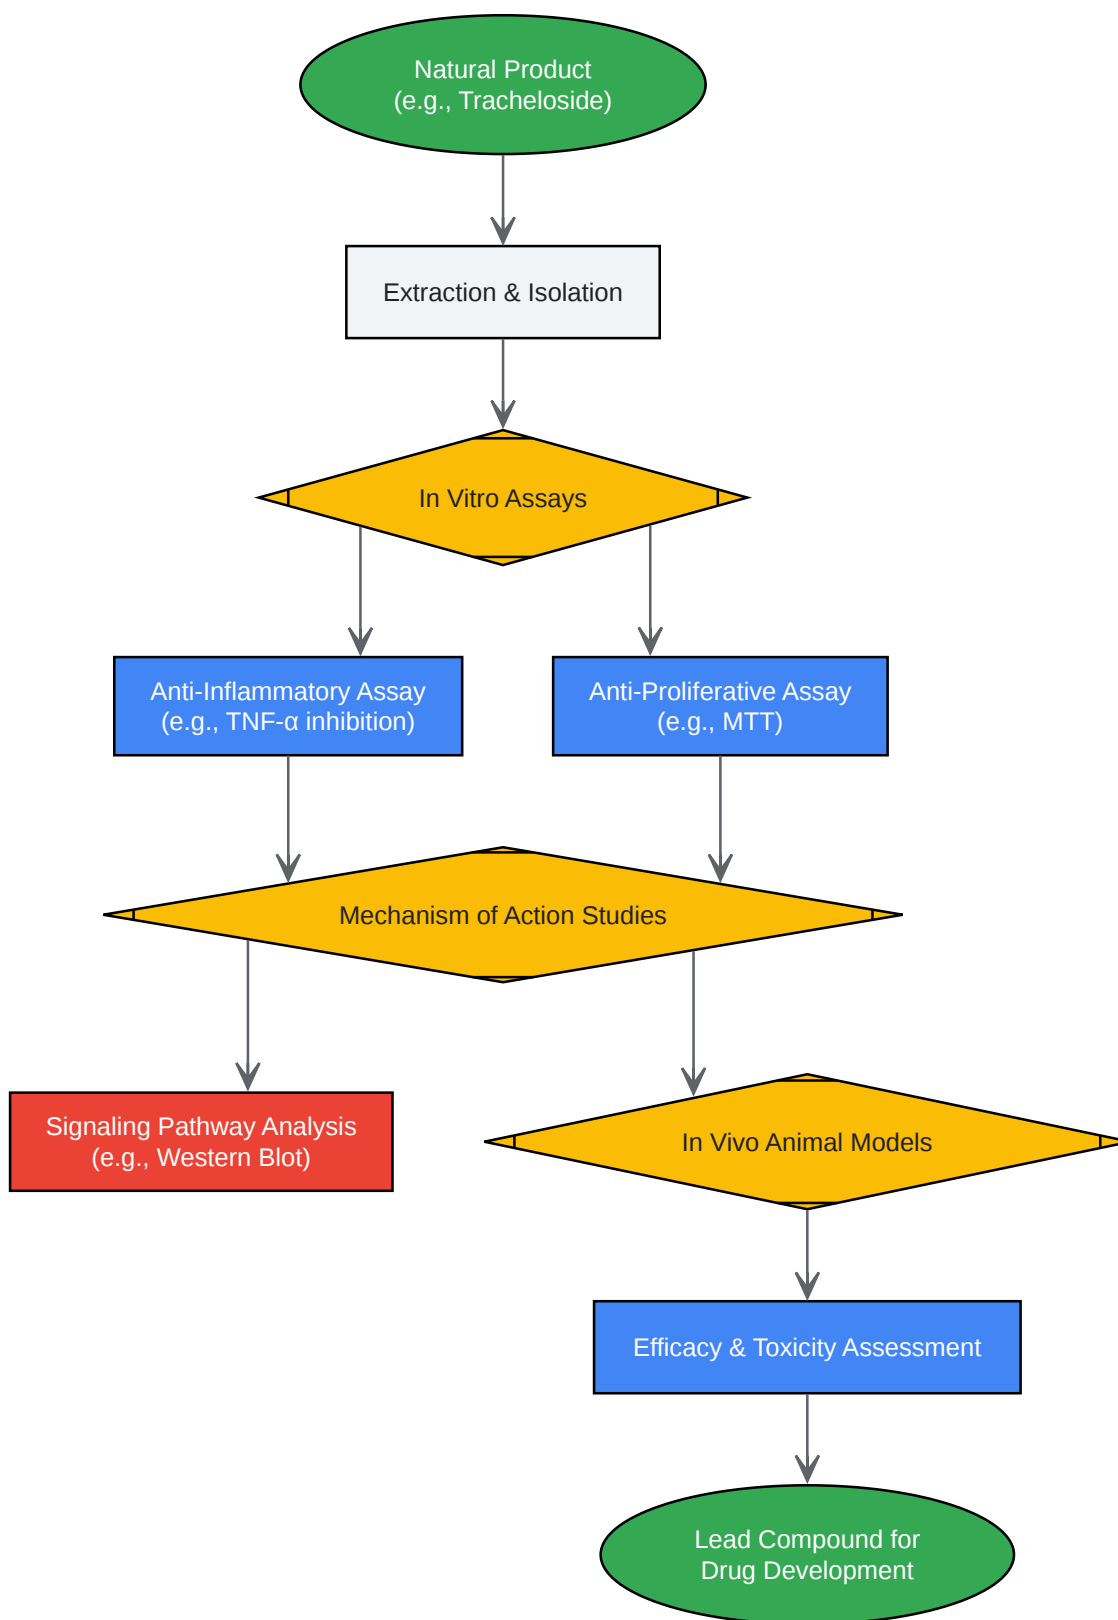 Natural Product
(e.g., Tracheloside)
Extraction & Isolation
In Vitro Assays
Anti-Inflammatory Assay
(e.g., TNF-α inhibition)
Anti-Proliferative Assay
(e.g., MTT)
Mechanism of Action Studies
Signaling Pathway Analysis
(e.g., Western Blot)
In Vivo Animal Models
Efficacy & Toxicity Assessment
Lead Compound for
Drug Development